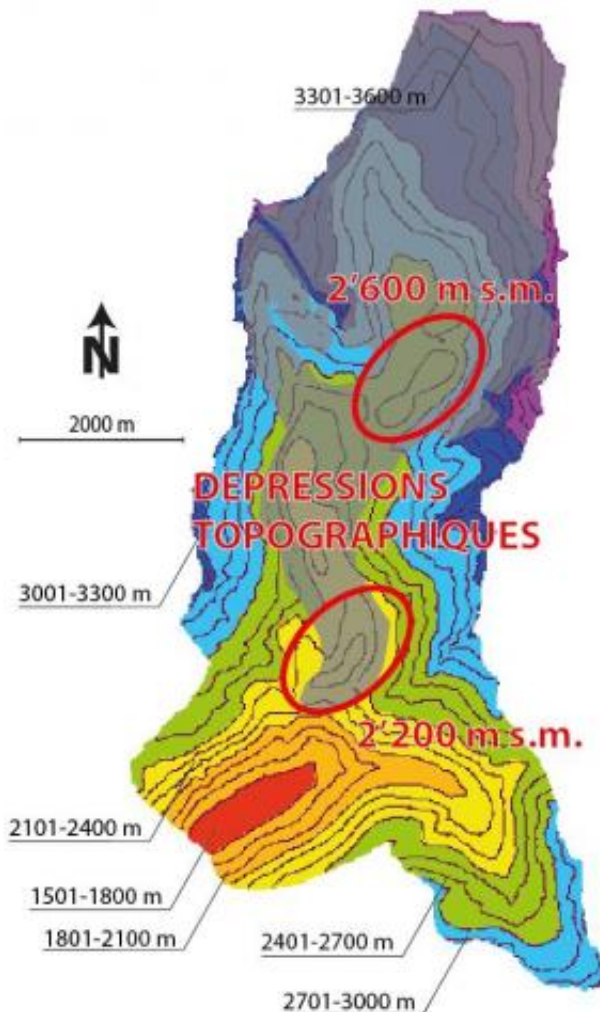 3301-3600 m
2'600 m s.m.
N
2000 m
DEPRESSIONS
TOPOGRAPHIQUES
3001-3300 m
2'200 m s.m.
2101-2400 m
1501-1800 m
1801-2100 m
2401-2700 m
2701-3000 m